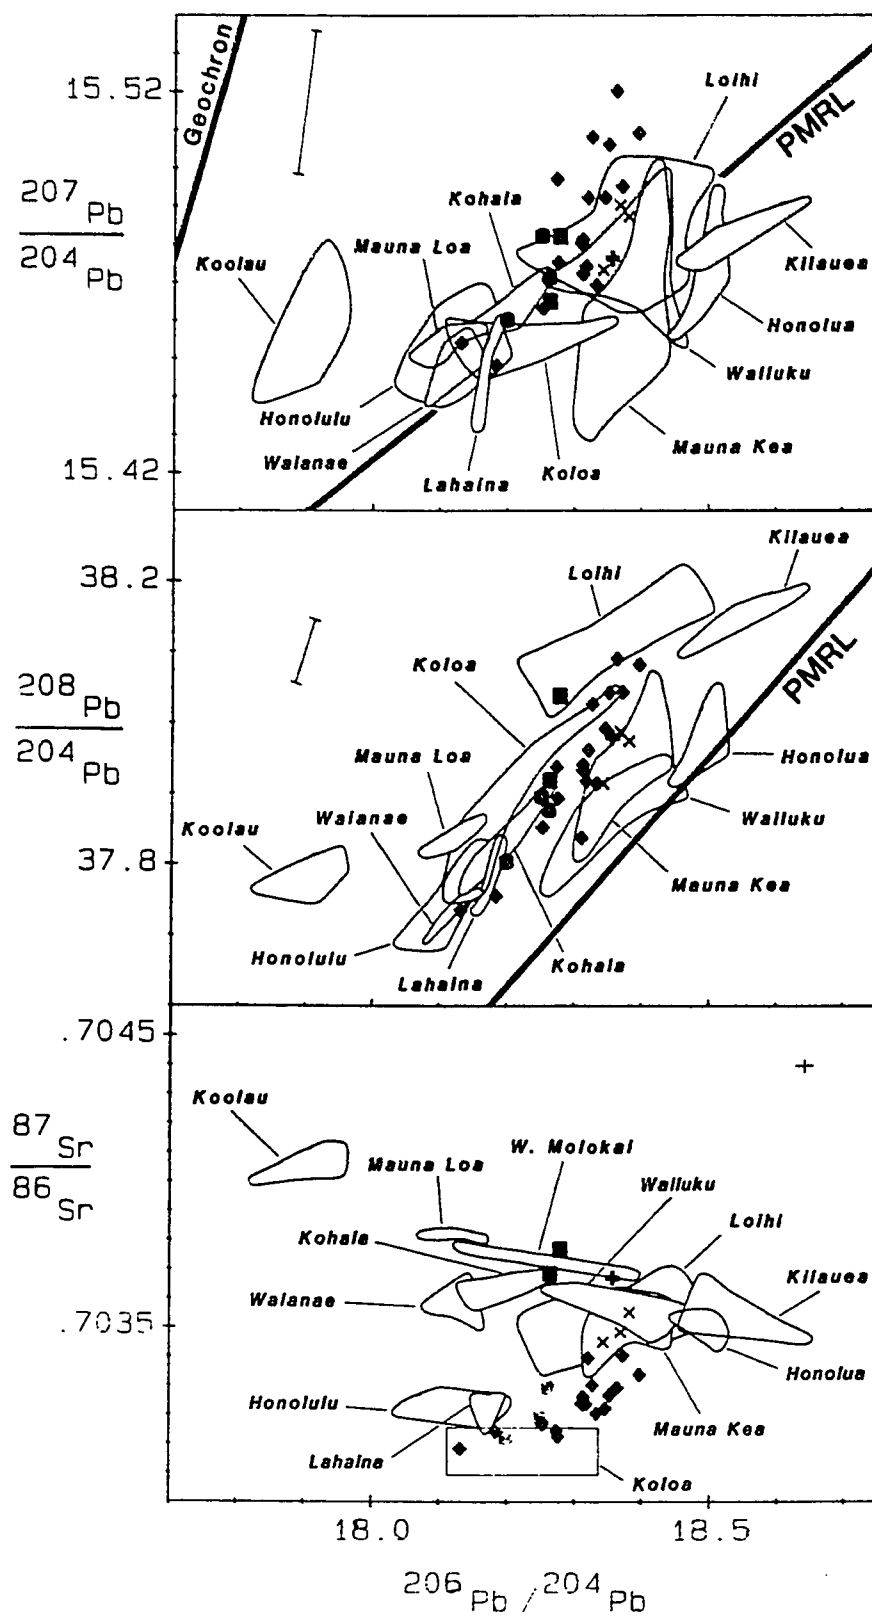 Geochron
15.52
Loihi
PMRL
207Pb
204Pb
Kohala
Mauna Loa
Koolau
Kilauea
Honolua
Wailuku
Honolulu
Waianae
Mauna Kea
Lahaina
Koloa
15.42
Kilauea
Loihi
38.2
PMRL
Koloa
208Pb
204Pb
Mauna Loa
Honolua
Waianae
Koolau
Wailuku
37.8
Mauna Kea
Honolulu
Lahaina
Kohala
.7045
Koolau
87Sr
86Sr
W. Molokai
Mauna Loa
Wailuku
Loihi
Kohala
Kilauea
Waianae
.7035
Honolua
Honolulu
Mauna Kea
Lahaina
Koloa
18.0
18.5
206Pb / 204Pb